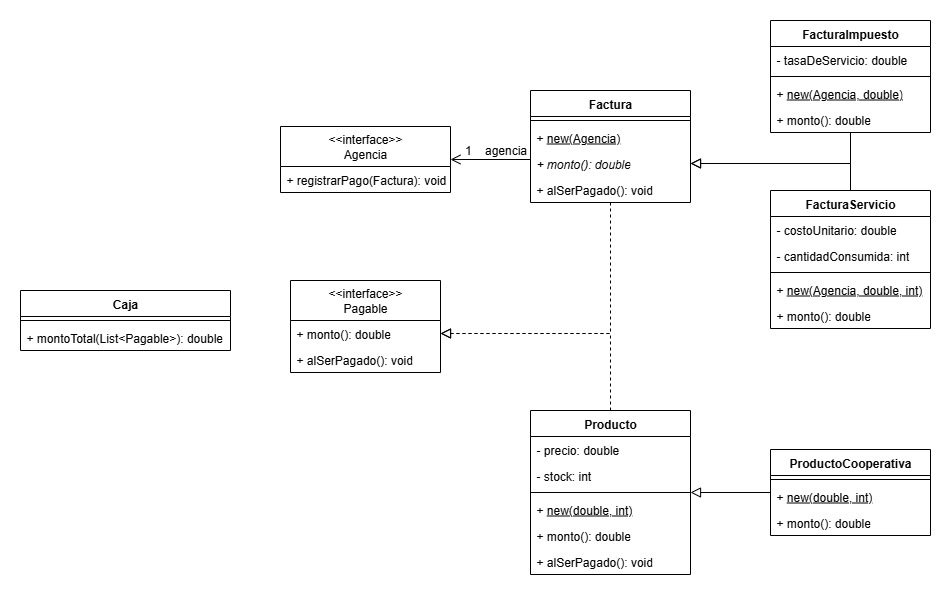 FacturaImpuesto
- tasaDeServicio: double
+ new(Agencia, double)
+ monto(): double
Factura
+ new(Agencia)
+ monto(): double
+ alSerPagado(): void
1 agencia
<<interface>>
Agencia
+ registrarPago(Factura): void
FacturaServicio
- costoUnitario: double
- cantidadConsumida: int
+ new(Agencia, double, int)
+ monto(): double
Caja
+ montoTotal(List<Pagable>): double
<<interface>>
Pagable
+ monto(): double
+ alSerPagado(): void
Producto
- precio: double
- stock: int
+ new(double, int)
+ monto(): double
+ alSerPagado(): void
ProductoCooperativa
+ new(double, int)
+ monto(): double